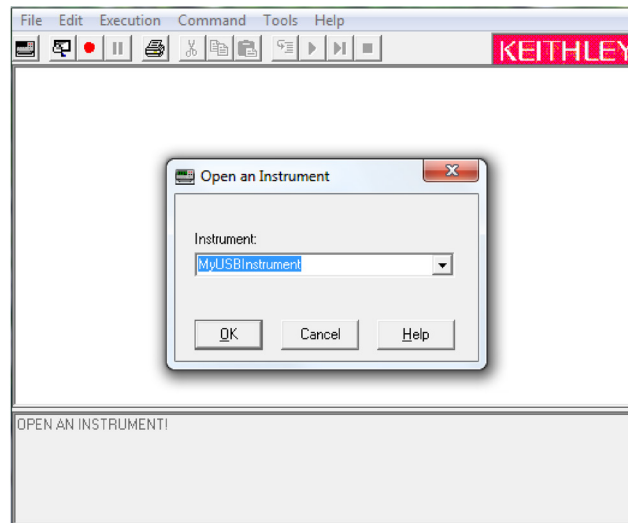 File Edit Execution Command Tools Help
KEITHLEY
Open an Instrument
Instrument:
MyUSBInstrument
OK Cancel Help
OPEN AN INSTRUMENT!